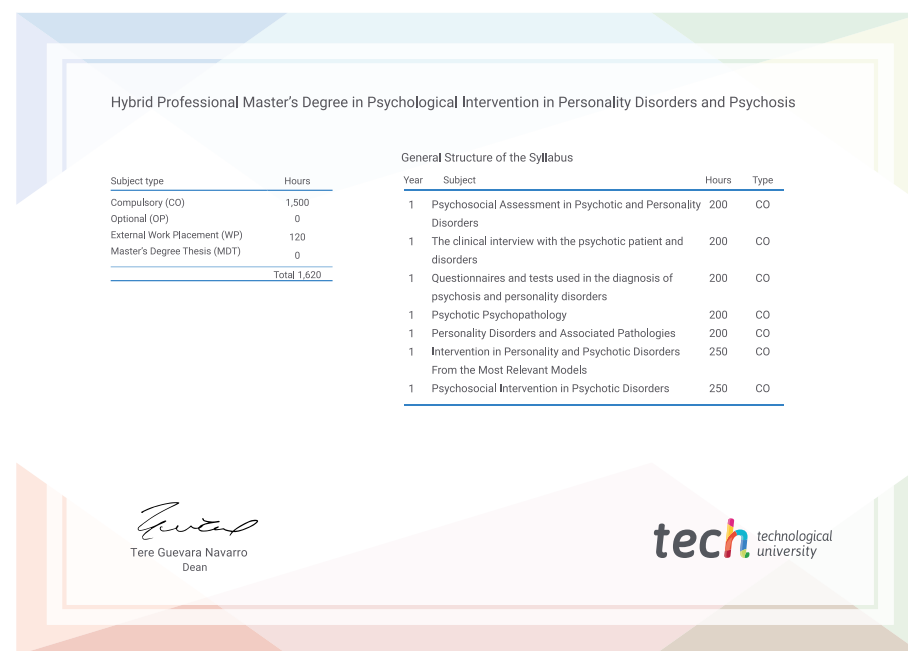 Hybrid Professional Master's Degree in Psychological Intervention in Personality Disorders and Psychosis
Subject type Hours
Compulsory (CO) 1,500
Optional (OP) 0
External Work Placement (WP) 120
Master's Degree Thesis (MDT) 0
Total 1,620
General Structure of the Syllabus
Year Subject Hours Type
1 Psychosocial Assessment in Psychotic and Personality 200 CO
Disorders
1 The clinical interview with the psychotic patient and 200 CO
disorders
1 Questionnaires and tests used in the diagnosis of 200 CO
psychosis and personality disorders
1 Psychotic Psychopathology 200 CO
1 Personality Disorders and Associated Pathologies 200 CO
1 Intervention in Personality and Psychotic Disorders 250 CO
From the Most Relevant Models
1 Psychosocial Intervention in Psychotic Disorders 250 CO
Tere Guevara Navarro
Dean
tech technological
university